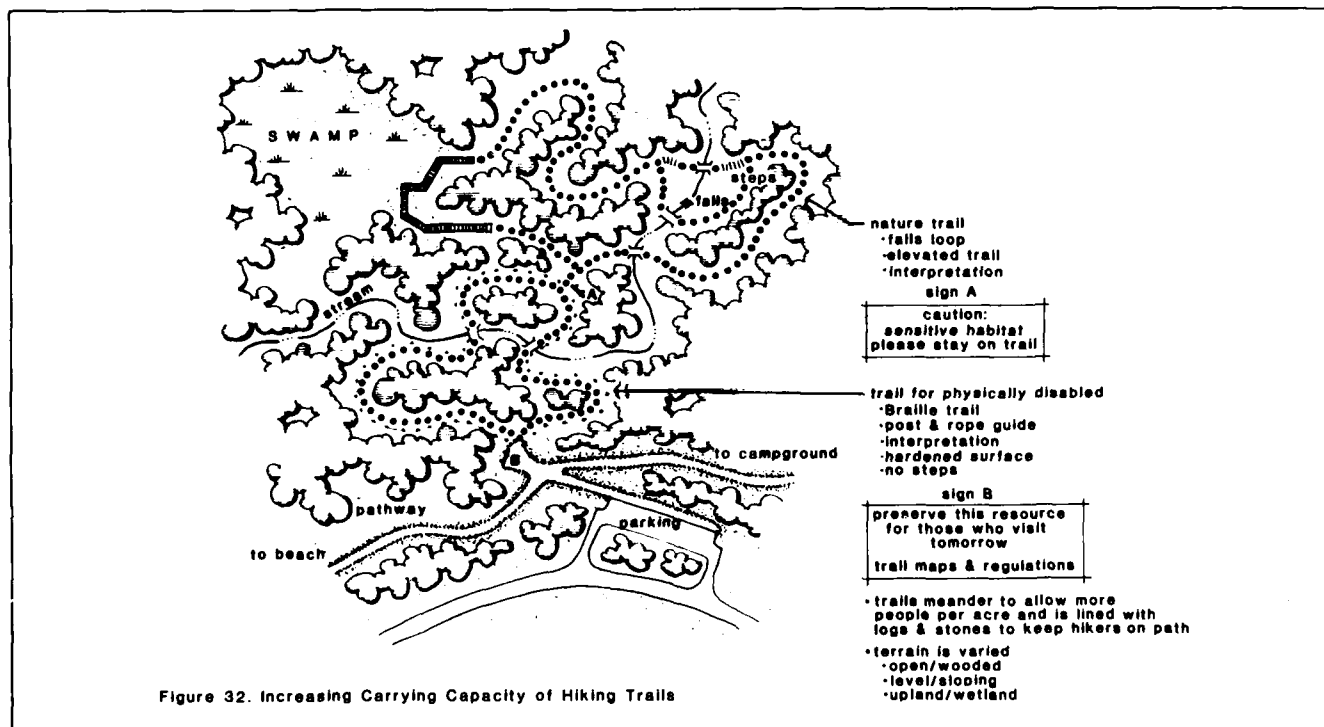 SWAMP
steps
falls
nature trail
·falls loop
·elevated trail
·interpretation
sign A
caution:
sensitive habitat
please stay on trail
A
stream
trail for physically disabled
·Braille trail
·post & rope guide
·interpretation
·hardened surface
·no steps
to campground
B
pathway
parking
to beach
sign B
preserve this resource
for those who visit
tomorrow
trail maps & regulations
·trails meander to allow more
people per acre and is lined with
logs & stones to keep hikers on path
·terrain is varied
·open/wooded
·level/sloping
·upland/wetland
Figure 32. Increasing Carrying Capacity of Hiking Trails